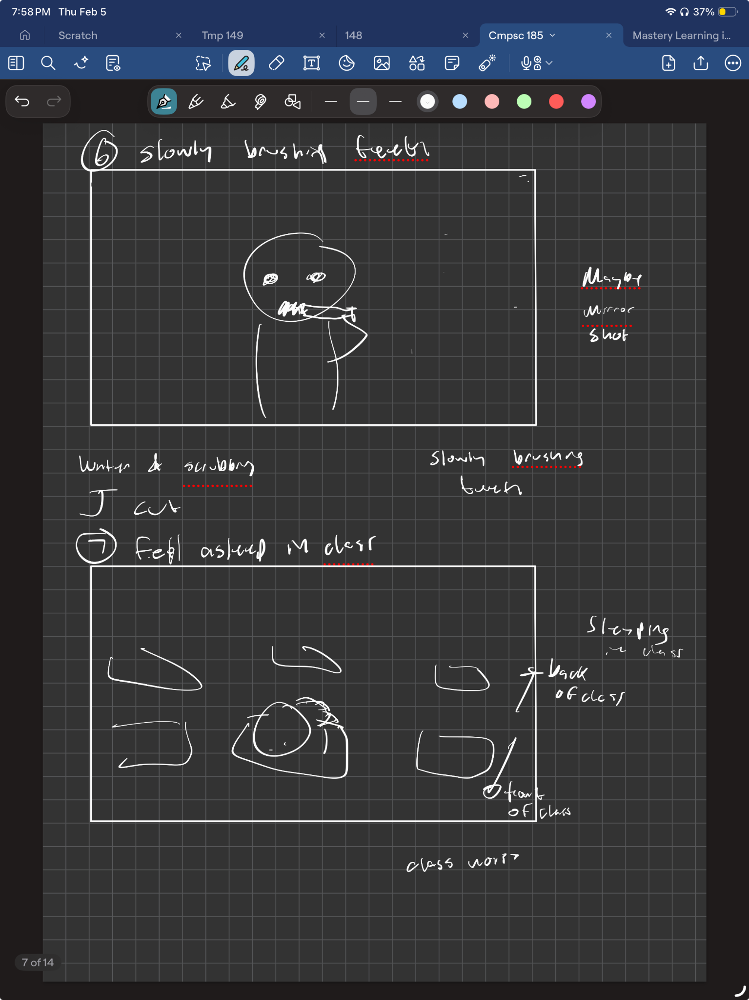 7:58 PM Thu Feb 5
37%
Scratch
Tmp 149
148
Cmpsc 185
Mastery Learning i...
6 slowly brushing teeth
Maybe
mirror
shot
Water & scrubbing
J cut
slowly brushing
teeth
7 Fell asleep in class
Sleeping
in class
back
of class
front
of class
class
7 of 14